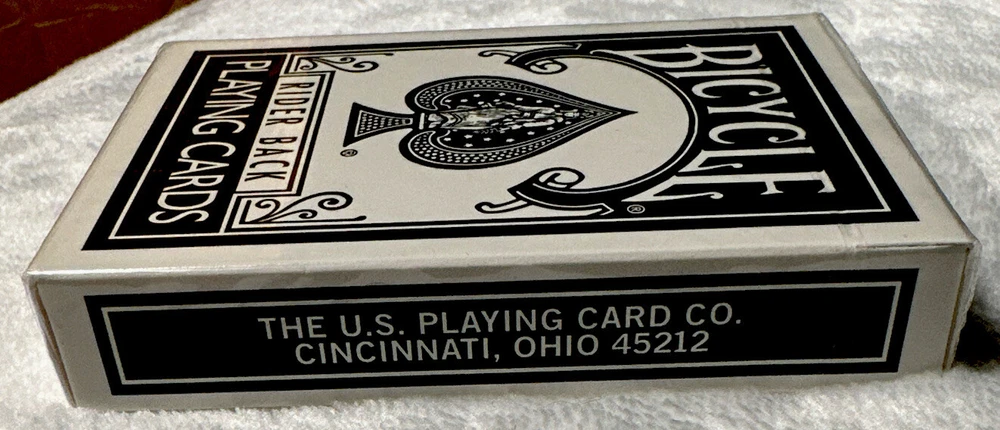 BICYCLE
®
®
RIDER BACK
PLAYING CARDS
THE U.S. PLAYING CARD CO.
CINCINNATI, OHIO 45212